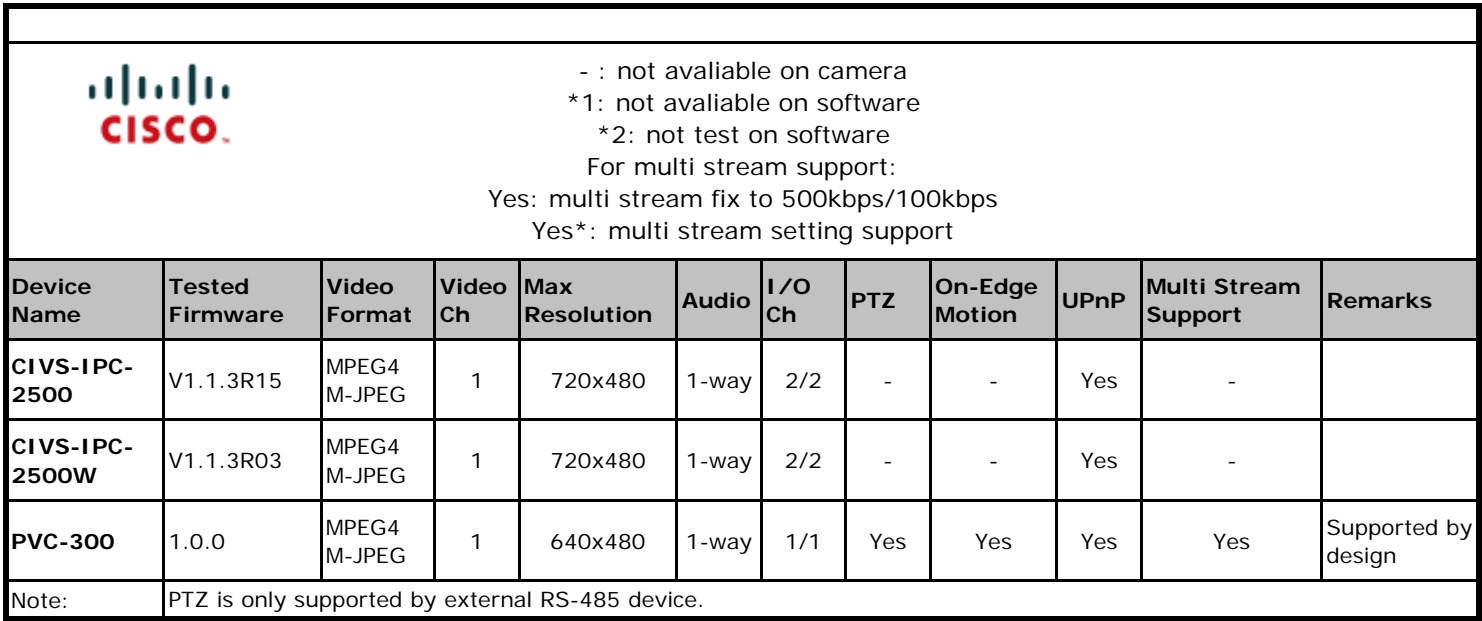 CISCO.
- : not avaliable on camera
*1: not avaliable on software
*2: not test on software
For multi stream support:
Yes: multi stream fix to 500kbps/100kbps
Yes*: multi stream setting support
Device Name Tested Firmware Video Format Video Ch Max Resolution Audio I/O Ch PTZ On-Edge Motion UPnP Multi Stream Support Remarks
CIVS-IPC-2500 V1.1.3R15 MPEG4 M-JPEG 1 720x480 1-way 2/2 - - Yes -
CIVS-IPC-2500W V1.1.3R03 MPEG4 M-JPEG 1 720x480 1-way 2/2 - - Yes -
PVC-300 1.0.0 MPEG4 M-JPEG 1 640x480 1-way 1/1 Yes Yes Yes Yes Supported by design
Note: PTZ is only supported by external RS-485 device.